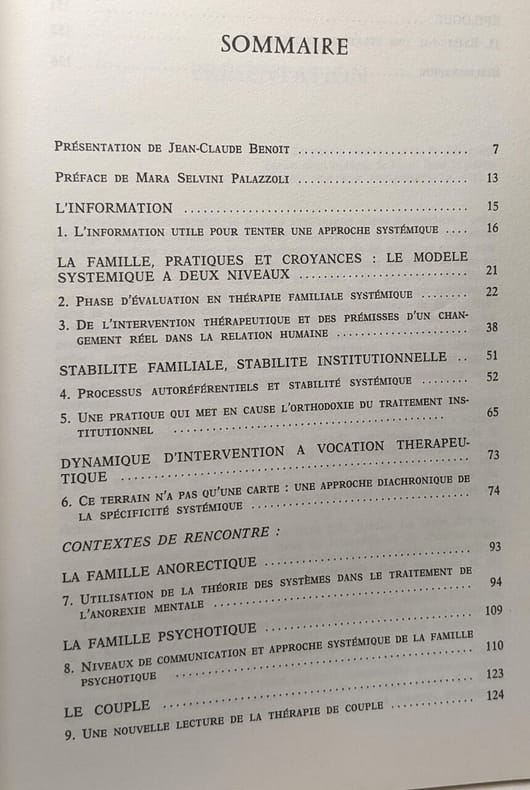 SOMMAIRE
PRÉSENTATION DE JEAN-CLAUDE BENOIT .......................... 7
PRÉFACE DE MARA SELVINI PALAZZOLI .......................... 13
L'INFORMATION .......................... 15
1. L'INFORMATION UTILE POUR TENTER UNE APPROCHE SYSTÉMIQUE .... 16
LA FAMILLE, PRATIQUES ET CROYANCES : LE MODELE
SYSTEMIQUE A DEUX NIVEAUX .......................... 21
2. PHASE D'ÉVALUATION EN THÉRAPIE FAMILIALE SYSTÉMIQUE ........ 22
3. DE L'INTERVENTION THÉRAPEUTIQUE ET DES PRÉMISSES D'UN CHAN-
GEMENT RÉEL DANS LA RELATION HUMAINE .................... 38
STABILITE FAMILIALE, STABILITE INSTITUTIONNELLE .. 51
4. PROCESSUS AUTORÉFÉRENTIELS ET STABILITÉ SYSTÉMIQUE ........ 52
5. UNE PRATIQUE QUI MET EN CAUSE L'ORTHODOXIE DU TRAITEMENT INS-
TITUTIONNEL .......................... 65
DYNAMIQUE D'INTERVENTION A VOCATION THERAPEU-
TIQUE .......................... 73
6. CE TERRAIN N'A PAS QU'UNE CARTE : UNE APPROCHE DIACHRONIQUE DE
LA SPÉCIFICITÉ SYSTÉMIQUE .......................... 74
CONTEXTES DE RENCONTRE :
LA FAMILLE ANORECTIQUE .......................... 93
7. UTILISATION DE LA THÉORIE DES SYSTÈMES DANS LE TRAITEMENT DE
L'ANOREXIE MENTALE .......................... 94
LA FAMILLE PSYCHOTIQUE .......................... 109
8. NIVEAUX DE COMMUNICATION ET APPROCHE SYSTÉMIQUE DE LA FAMILLE
PSYCHOTIQUE .......................... 110
LE COUPLE .......................... 123
9. UNE NOUVELLE LECTURE DE LA THÉRAPIE DE COUPLE ............. 124